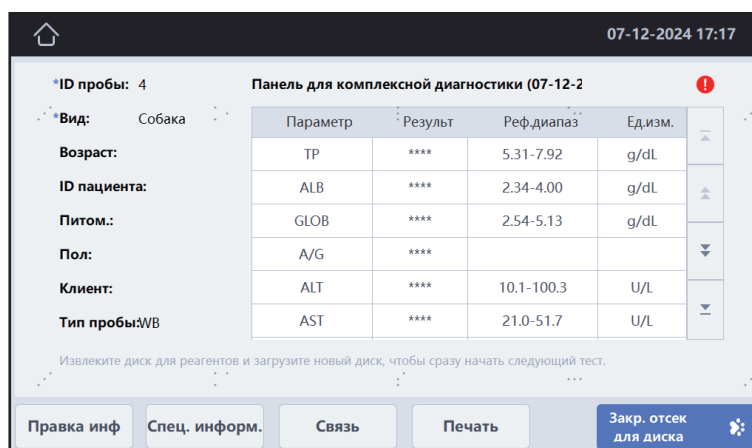 07-12-2024 17:17
*ID пробы: 4
Панель для комплексной диагностики (07-12-2
*Вид: Собака
Возраст:
ID пациента:
Питом.:
Пол:
Клиент:
Тип пробы:WB
Параметр Результ Реф.диапаз Ед.изм.
TP **** 5.31-7.92 g/dL
ALB **** 2.34-4.00 g/dL
GLOB **** 2.54-5.13 g/dL
A/G ****
ALT **** 10.1-100.3 U/L
AST **** 21.0-51.7 U/L
Извлеките диск для реагентов и загрузите новый диск, чтобы сразу начать следующий тест.
Правка инф Спец. информ. Связь Печать
Закр. отсек
для диска